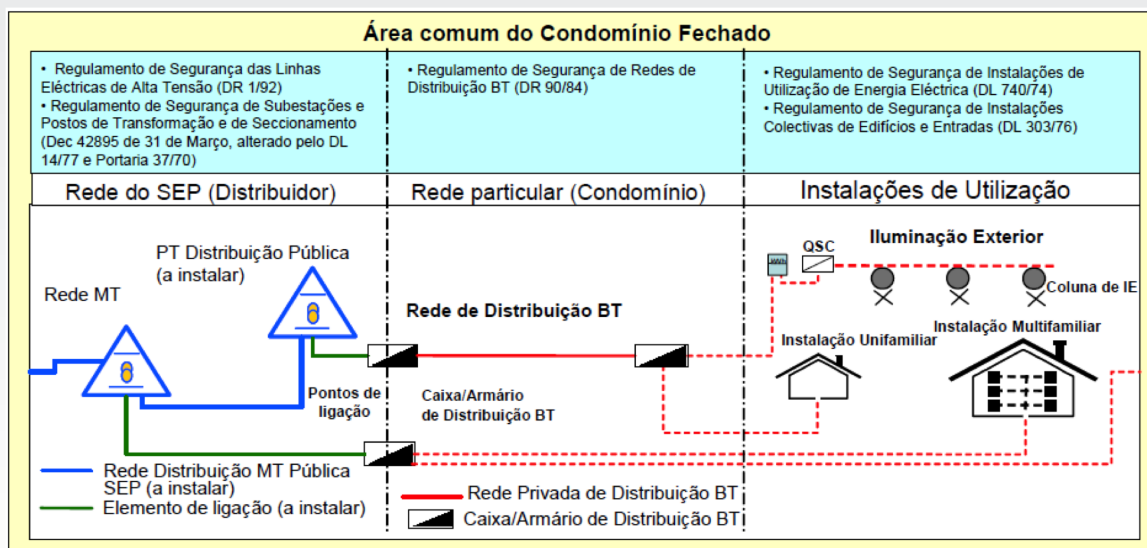 Área comum do Condomínio Fechado
• Regulamento de Segurança das Linhas
Eléctricas de Alta Tensão (DR 1/92)
• Regulamento de Segurança de Subestações e
Postos de Transformação e de Seccionamento
(Dec 42895 de 31 de Março, alterado pelo DL
14/77 e Portaria 37/70)
• Regulamento de Segurança de Redes de
Distribuição BT (DR 90/84)
• Regulamento de Segurança de Instalações de
Utilização de Energia Eléctrica (DL 740/74)
• Regulamento de Segurança de Instalações
Colectivas de Edifícios e Entradas (DL 303/76)
Rede do SEP (Distribuidor)
Rede particular (Condomínio)
Instalações de Utilização
PT Distribuição Pública
(a instalar)
Rede MT
Rede de Distribuição BT
Pontos de
ligação
Caixa/Armário
de Distribuição BT
QSC
Iluminação Exterior
Coluna de IE
Instalação Unifamiliar
Instalação Multifamiliar
Rede Distribuição MT Pública
SEP (a instalar)
Elemento de ligação (a instalar)
Rede Privada de Distribuição BT
Caixa/Armário de Distribuição BT